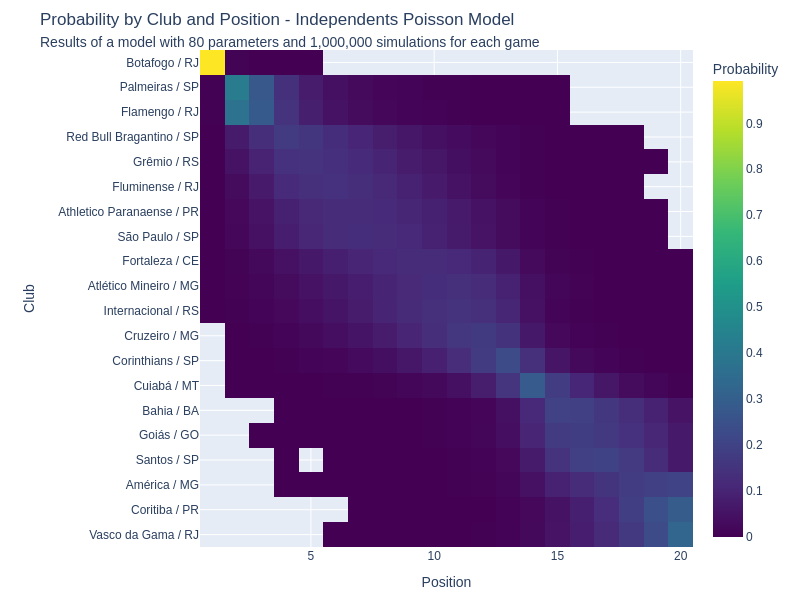 Probability by Club and Position - Independents Poisson Model
Results of a model with 80 parameters and 1,000,000 simulations for each game
Probability
Botafogo / RJ
Palmeiras / SP
Flamengo / RJ
Red Bull Bragantino / SP
Grêmio / RS
Fluminense / RJ
Athletico Paranaense / PR
São Paulo / SP
Fortaleza / CE
Atlético Mineiro / MG
Internacional / RS
Cruzeiro / MG
Corinthians / SP
Cuiabá / MT
Bahia / BA
Goiás / GO
Santos / SP
América / MG
Coritiba / PR
Vasco da Gama / RJ
Club
0.9
0.8
0.7
0.6
0.5
0.4
0.3
0.2
0.1
0
5
10
15
20
Position